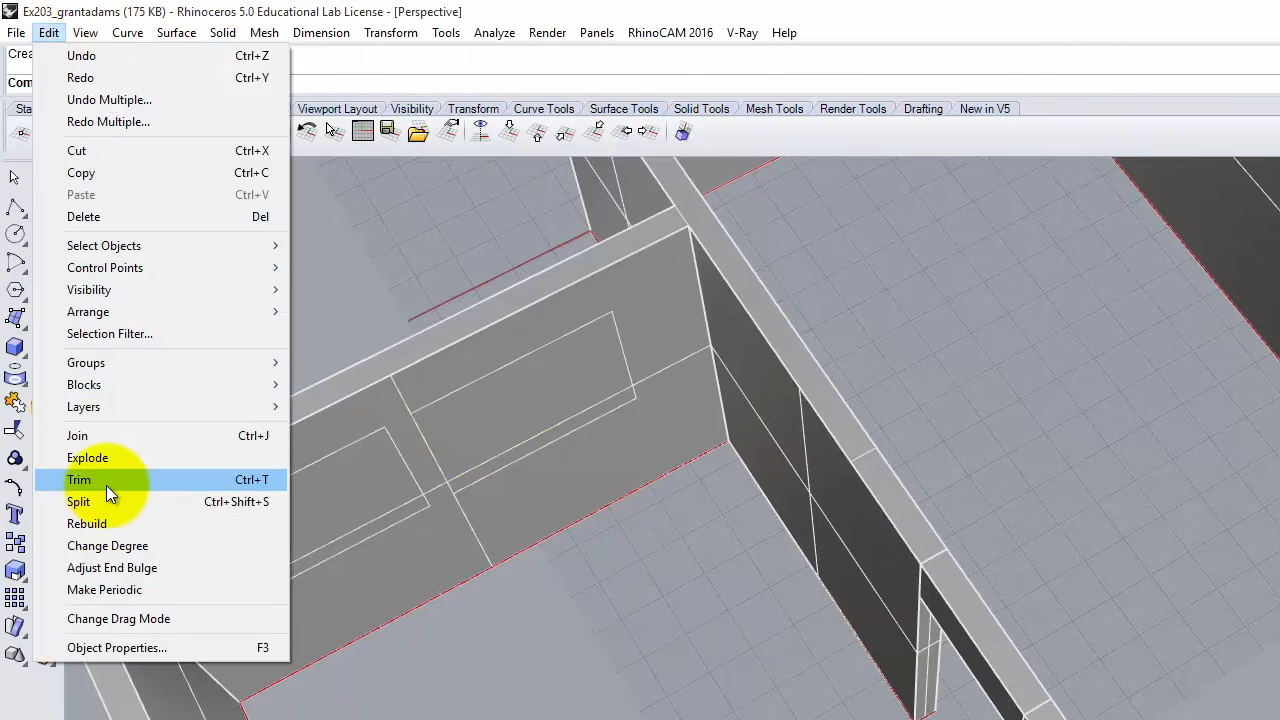 Ex203_grantadams (175 KB) - Rhinoceros 5.0 Educational Lab License - [Perspective]
File Edit View Curve Surface Solid Mesh Dimension Transform Tools Analyze Render Panels RhinoCAM 2016 V-Ray Help
Crea
Com
Sta Viewport Layout Visibility Transform Curve Tools Surface Tools Solid Tools Mesh Tools Render Tools Drafting New in V5
Undo Ctrl+Z
Redo Ctrl+Y
Undo Multiple...
Redo Multiple...
Cut Ctrl+X
Copy Ctrl+C
Paste Ctrl+V
Delete Del
Select Objects
Control Points
Visibility
Arrange
Selection Filter...
Groups
Blocks
Layers
Join Ctrl+J
Explode
Trim Ctrl+T
Split Ctrl+Shift+S
Rebuild
Change Degree
Adjust End Bulge
Make Periodic
Change Drag Mode
Object Properties... F3